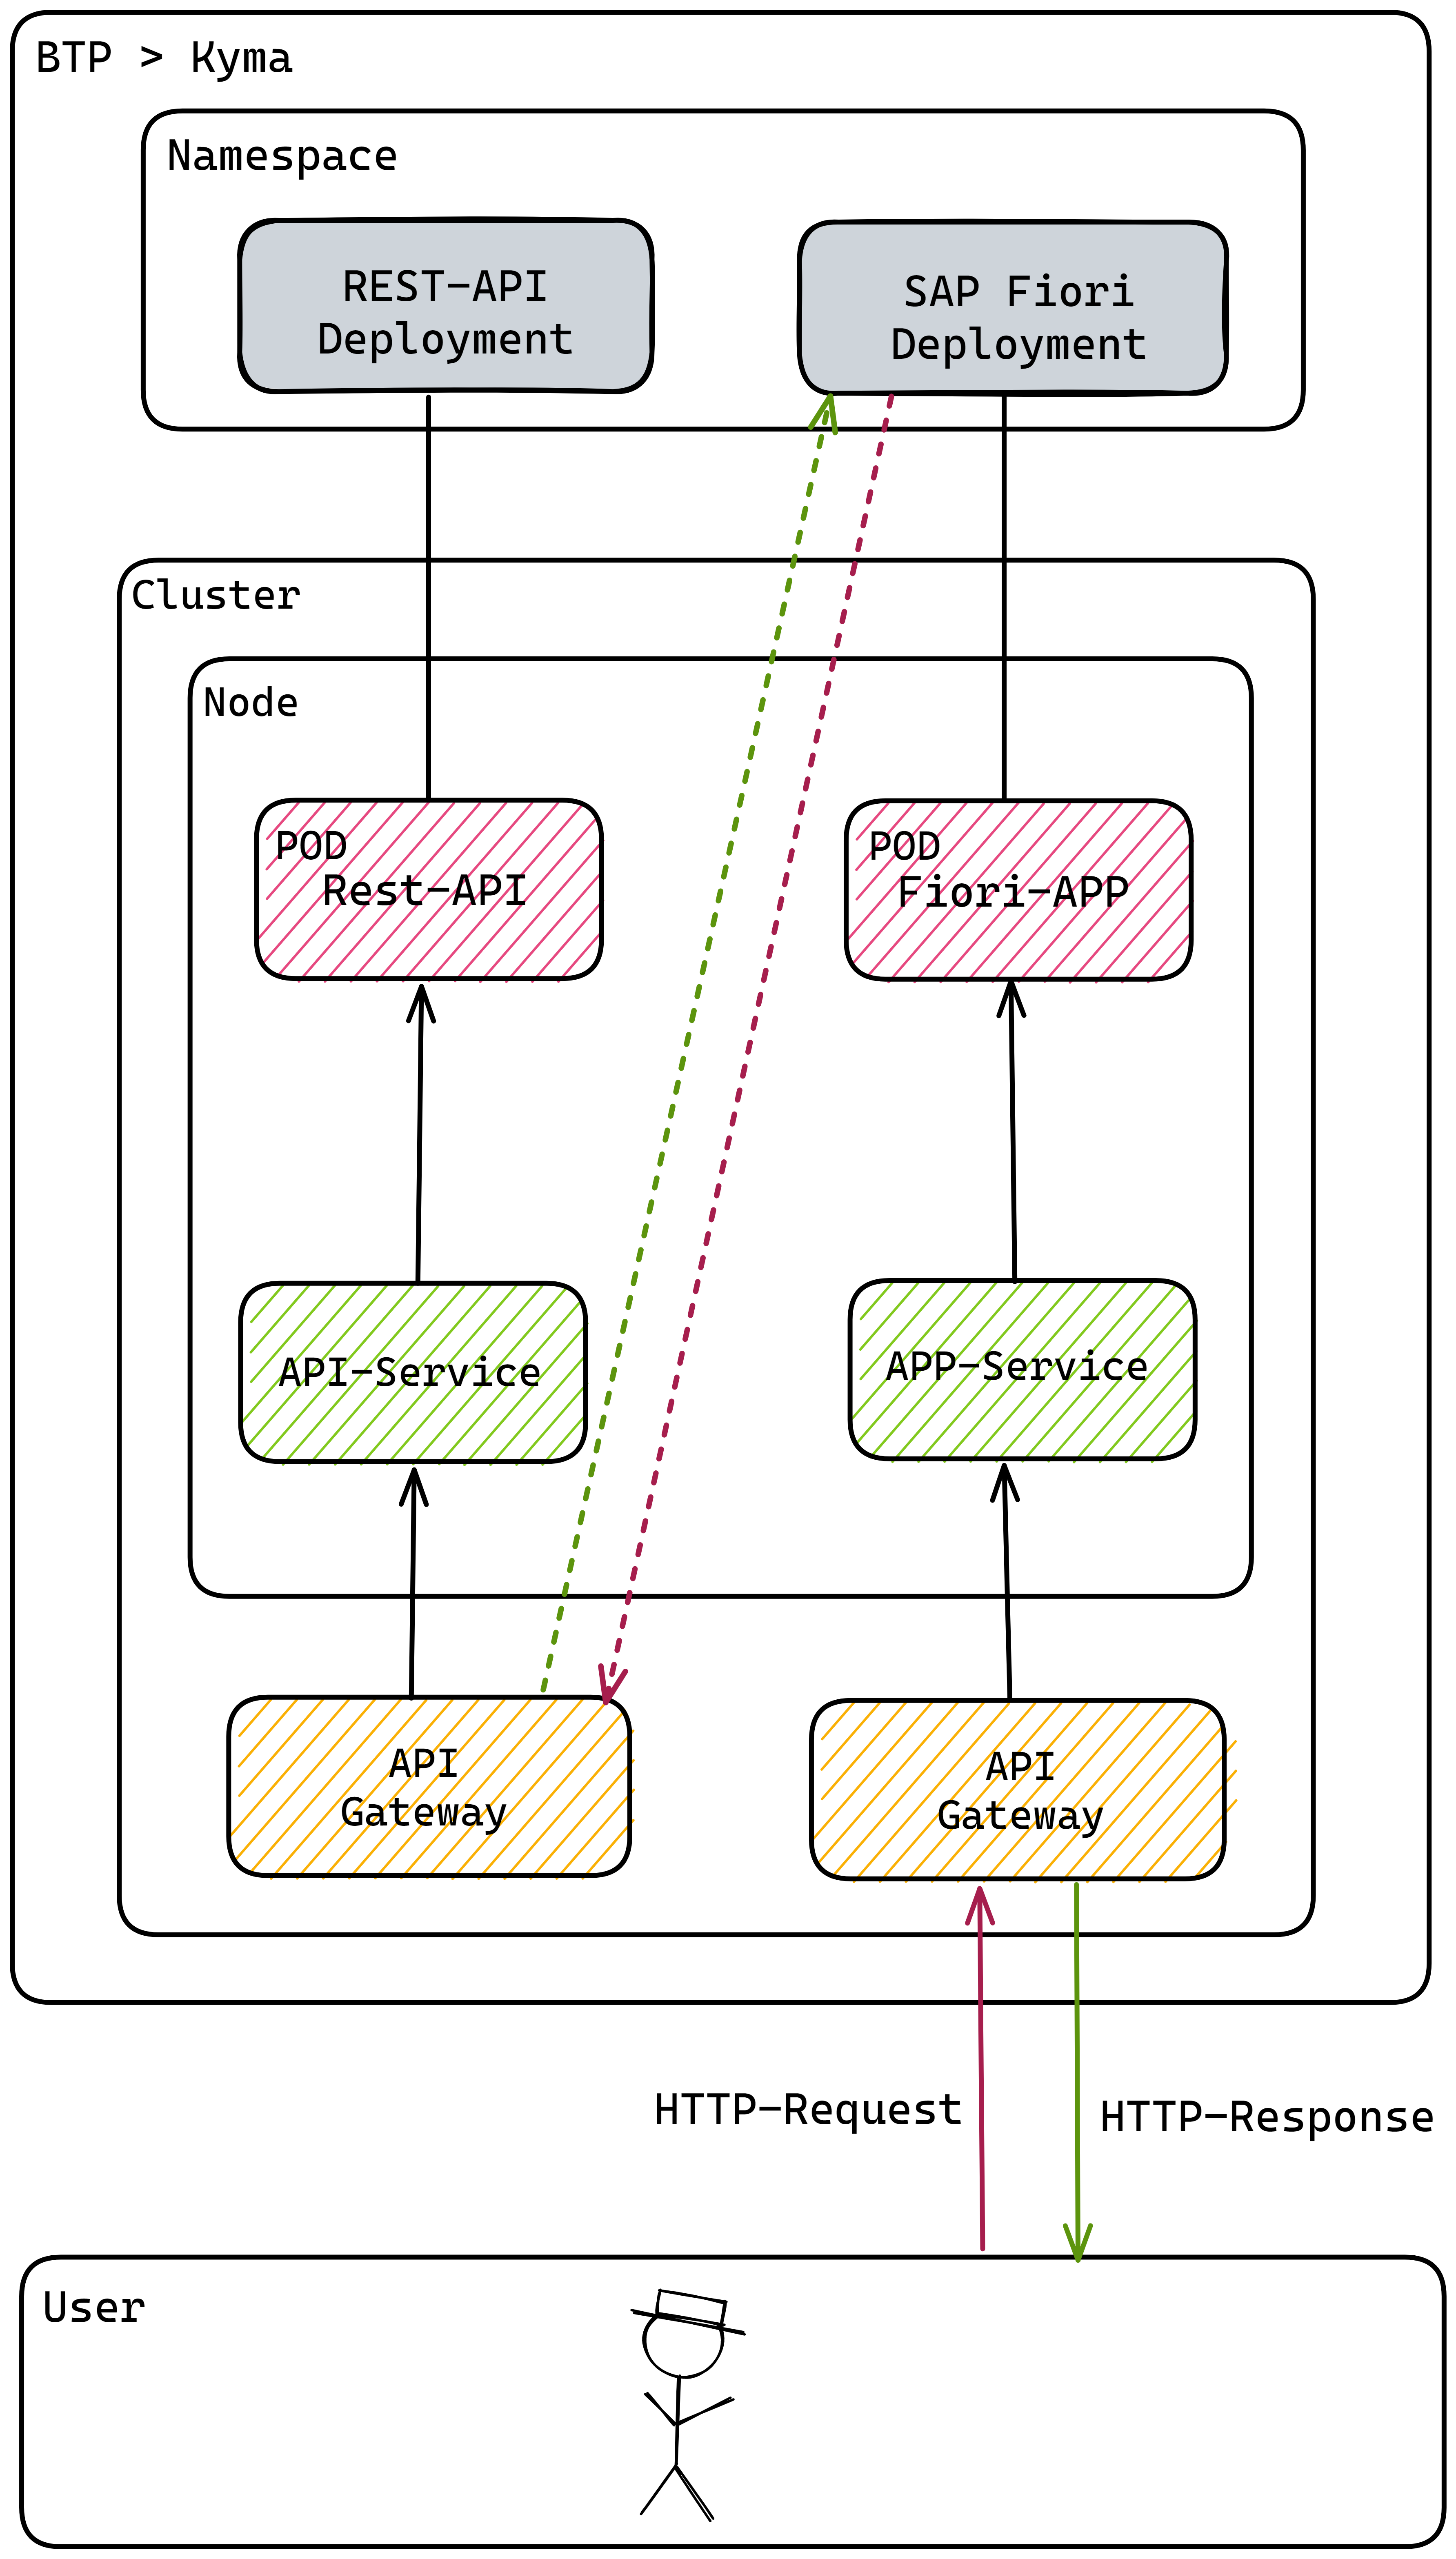 BTP > Kyma
Namespace
REST-API
Deployment
SAP Fiori
Deployment
Cluster
Node
POD
Rest-API
POD
Fiori-APP
API-Service
APP-Service
API
Gateway
API
Gateway
HTTP-Request
HTTP-Response
User